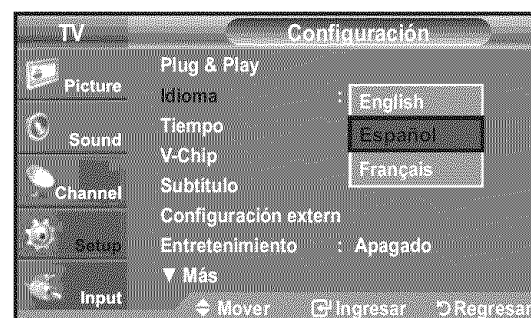 TV
Configuración
Picture
Sound
Channel
Setup
Input
Plug & Play
Idioma :
English
Español
Français
Tiempo
V-Chip
Subtítulo
Configuración extern
Entretenimiento : Apagado
▼ Más
Mover Ingresar Regresar